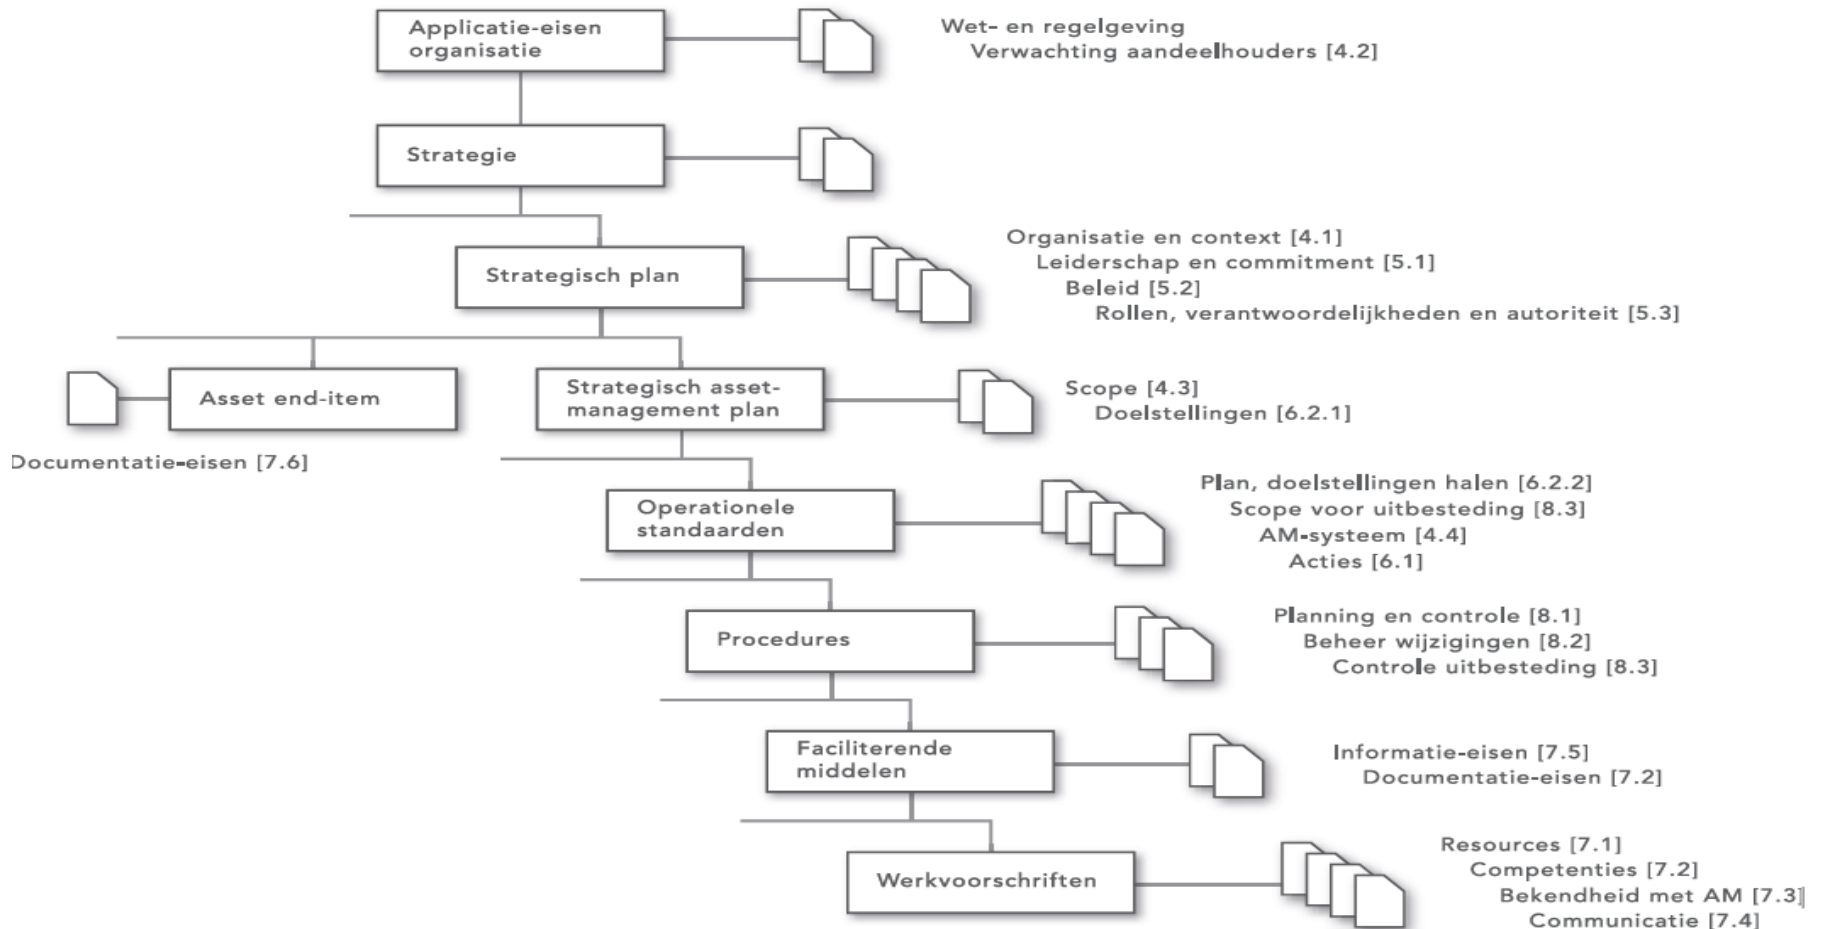 Applicatie-eisen
organisatie
Wet- en regelgeving
Verwachting aandeelhouders [4.2]
Strategie
Strategisch plan
Organisatie en context [4.1]
Leiderschap en commitment [5.1]
Beleid [5.2]
Rollen, verantwoordelijkheden en autoriteit [5.3]
Asset end-item
Documentatie-eisen [7.6]
Strategisch asset-
management plan
Scope [4.3]
Doelstellingen [6.2.1]
Operationele
standaarden
Plan, doelstellingen halen [6.2.2]
Scope voor uitbesteding [8.3]
AM-systeem [4.4]
Acties [6.1]
Procedures
Planning en controle [8.1]
Beheer wijzigingen [8.2]
Controle uitbesteding [8.3]
Faciliterende
middelen
Informatie-eisen [7.5]
Documentatie-eisen [7.2]
Werkvoorschriften
Resources [7.1]
Competenties [7.2]
Bekendheid met AM [7.3]
Communicatie [7.4]